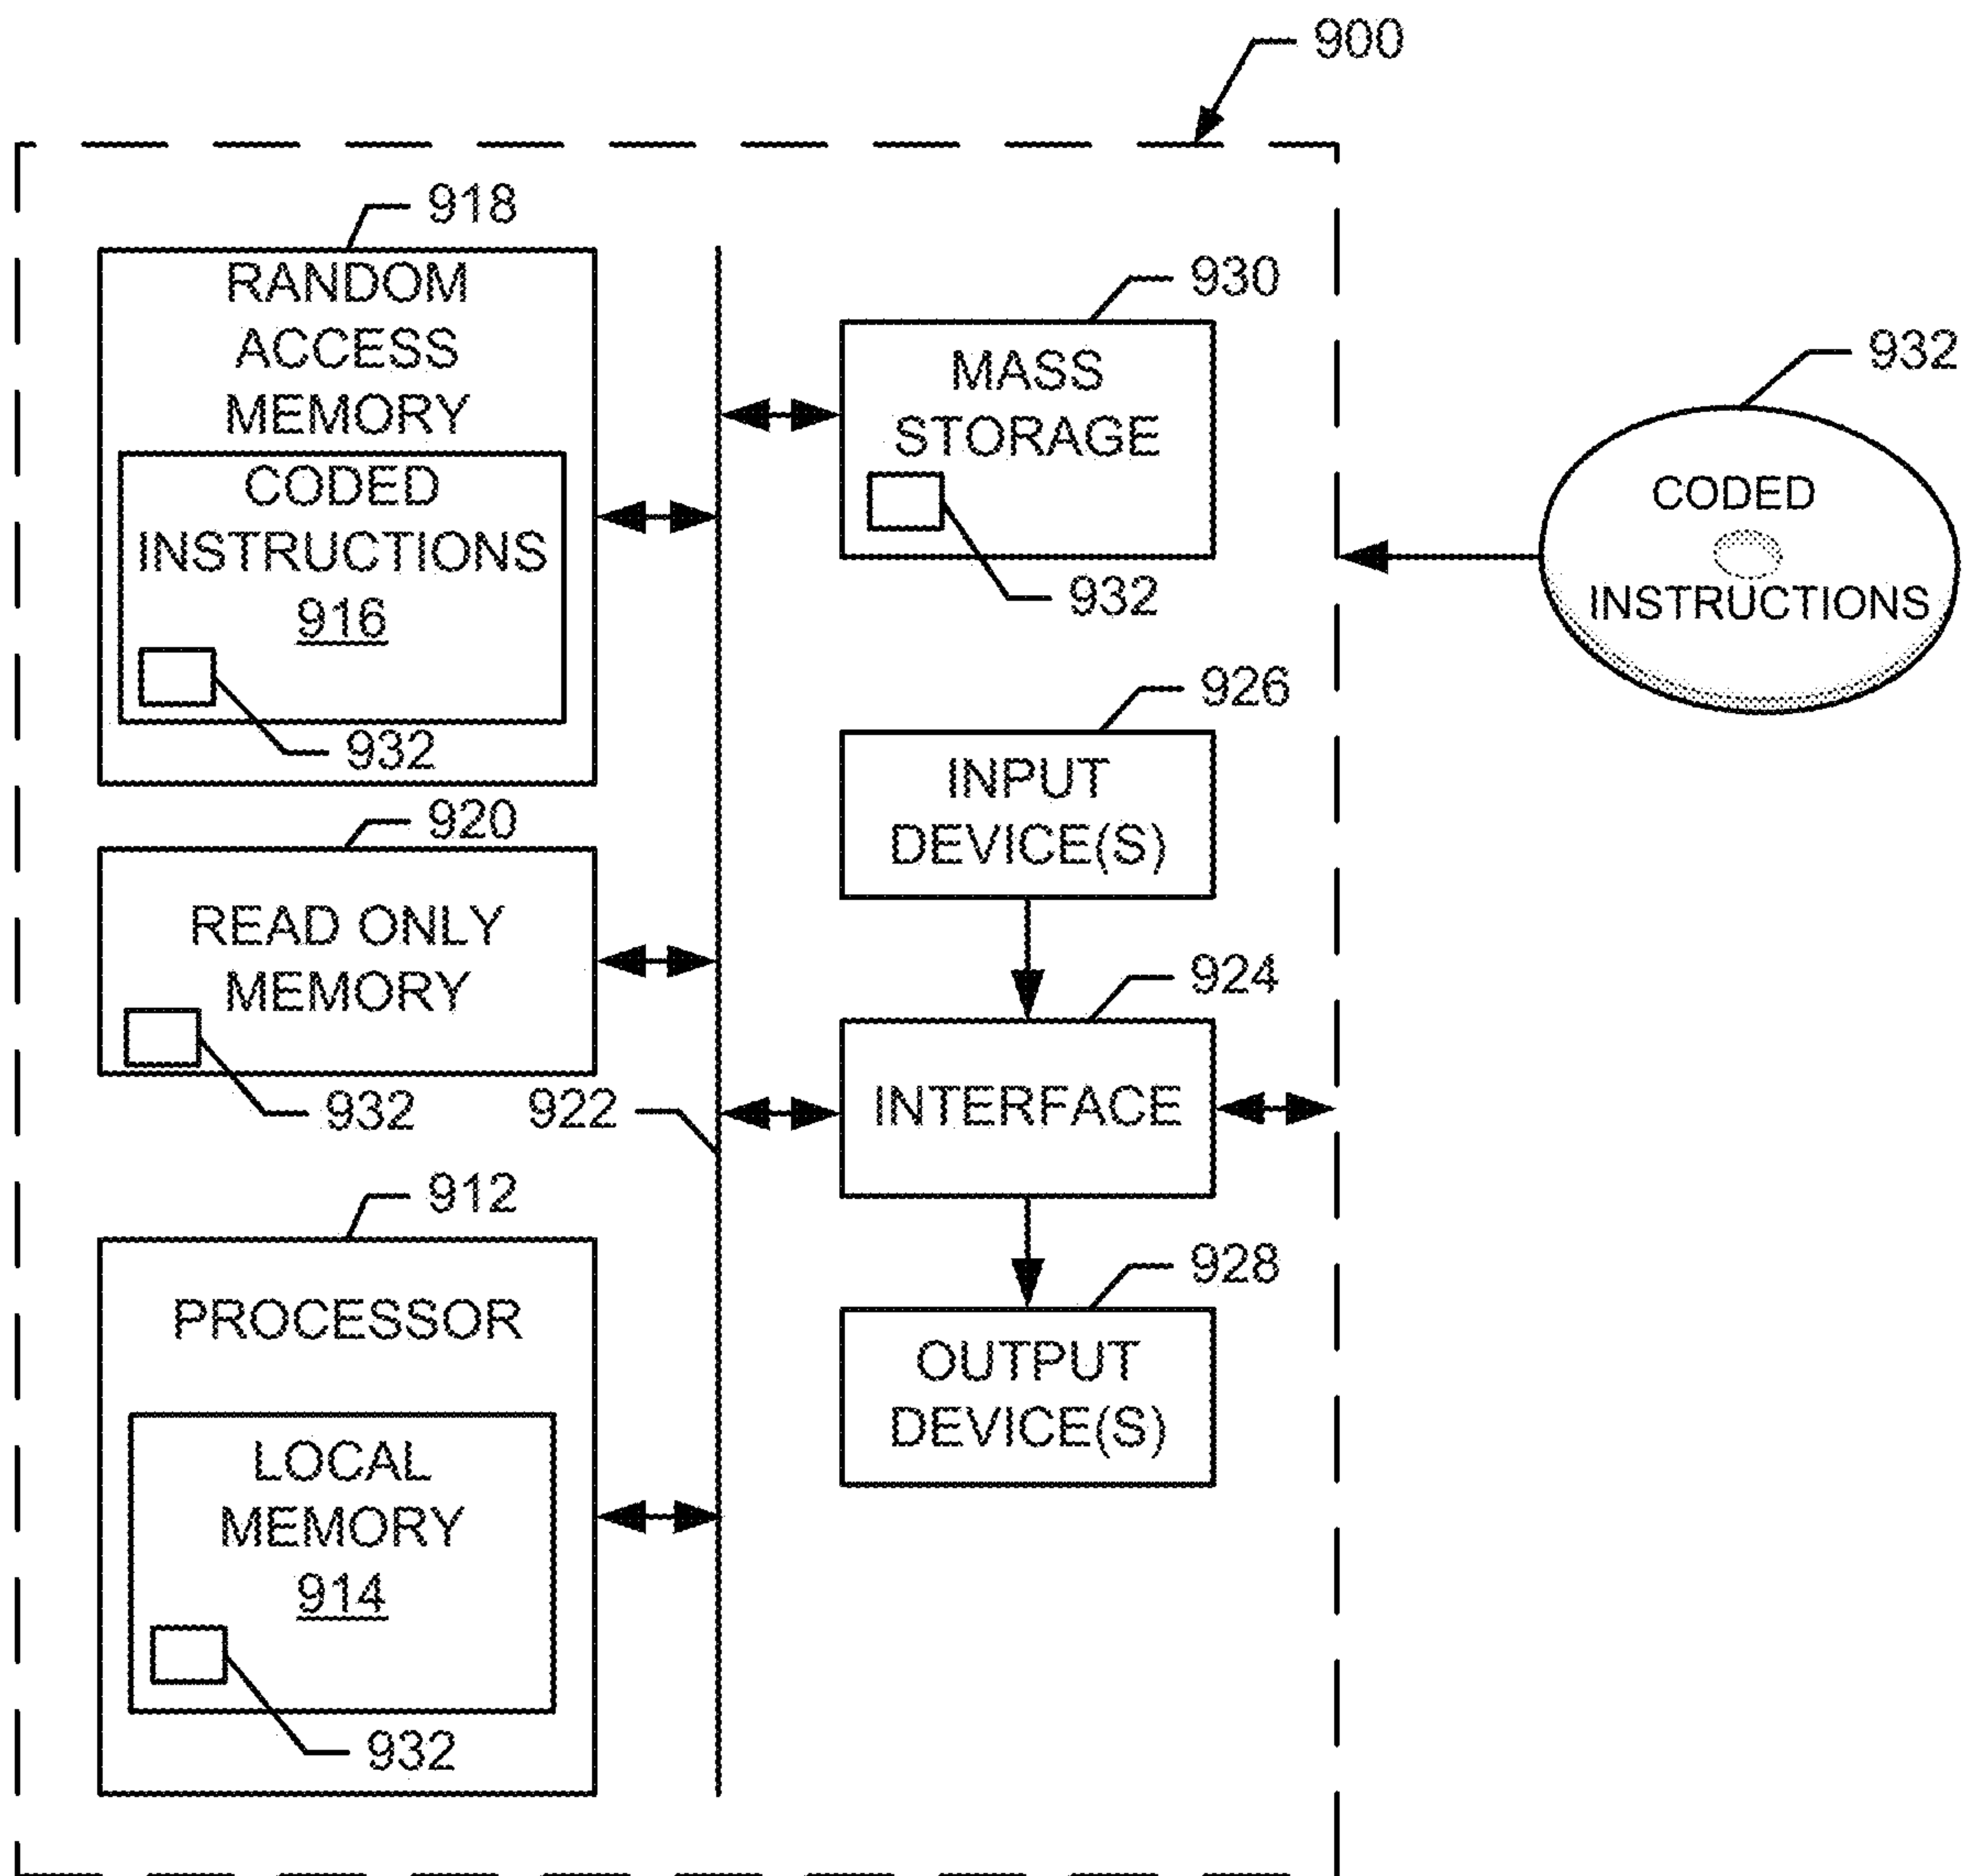 900
918
RANDOM
ACCESS
MEMORY
CODED
INSTRUCTIONS
916
932
930
MASS
STORAGE
932
932
CODED
INSTRUCTIONS
920
READ ONLY
MEMORY
932
926
INPUT
DEVICE(S)
924
INTERFACE
922
912
PROCESSOR
LOCAL
MEMORY
914
932
928
OUTPUT
DEVICE(S)